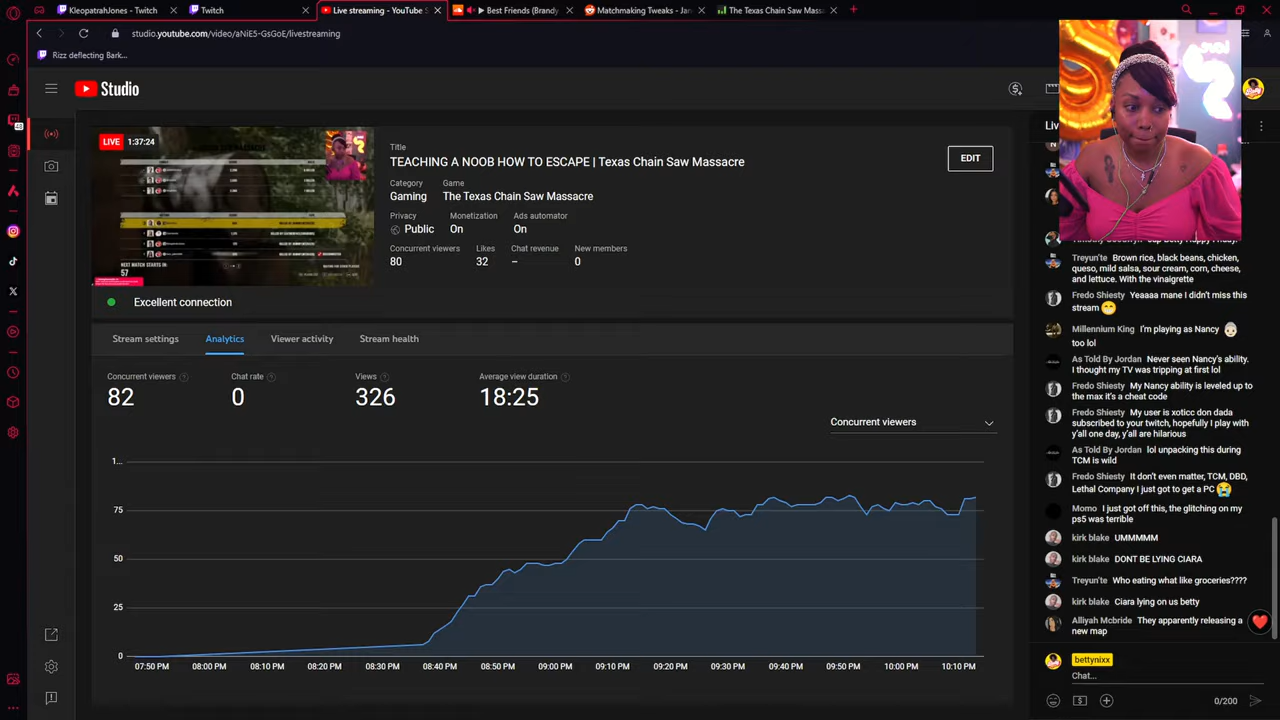 KleopatrahJones - Twitch
Twitch
Live streaming - YouTube S
Best Friends (Brandy
Matchmaking Tweaks - Jan
The Texas Chain Saw Massa
studio.youtube.com/video/aNiE5-GsGoE/livestreaming
Rizz deflecting Bark...
Studio
LIVE
1:37:24
NEXT MATCH STARTS IN:
57
Title
TEACHING A NOOB HOW TO ESCAPE | Texas Chain Saw Massacre
EDIT
Category
Game
Gaming
The Texas Chain Saw Massacre
Privacy
Monetization
Ads automator
Public
On
On
Concurrent viewers
Likes
Chat revenue
New members
80
32
–
0
Excellent connection
Stream settings
Analytics
Viewer activity
Stream health
Concurrent viewers
Chat rate
Views
Average view duration
82
0
326
18:25
Concurrent viewers
1...
75
50
25
0
07:50 PM
08:00 PM
08:10 PM
08:20 PM
08:30 PM
08:40 PM
08:50 PM
09:00 PM
09:10 PM
09:20 PM
09:30 PM
09:40 PM
09:50 PM
10:00 PM
10:10 PM
Treyun'te Brown rice, black beans, chicken,
queso, mild salsa, sour cream, corn, cheese,
and lettuce. With the vinaigrette
Fredo Shiesty Yeaaaa mane I didn't miss this
stream
Millennium King I'm playing as Nancy
too lol
As Told By Jordan Never seen Nancy's ability.
I thought my TV was tripping at first lol
Fredo Shiesty My Nancy ability is leveled up to
the max it's a cheat code
Fredo Shiesty My user is xoticc don dada
subscribed to your twitch, hopefully I play with
y'all one day, y'all are hilarious
As Told By Jordan lol unpacking this during
TCM is wild
Fredo Shiesty It don't even matter, TCM, DBD,
Lethal Company I just got to get a PC
Momo I just got off this, the glitching on my
ps5 was terrible
kirk blake UMMMMM
kirk blake DONT BE LYING CIARA
Treyun'te Who eating what like groceries????
kirk blake Ciara lying on us betty
Alliyah Mcbride They apparently releasing a
new map
bettynixx
Chat...
0/200